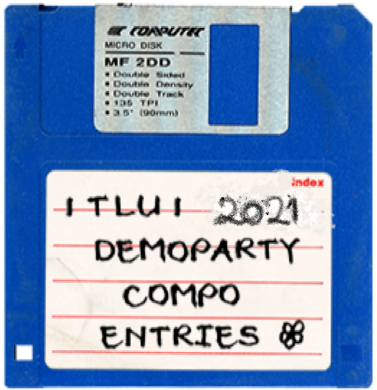 COMPUTEC
MICRO DISK
MF 2DD
• Double Sided
• Double Density
• Double Track
• 135 TPI
• 3.5" (90mm)
index
ITLUI 2021
DEMOPARTY
COMPO
ENTRIES